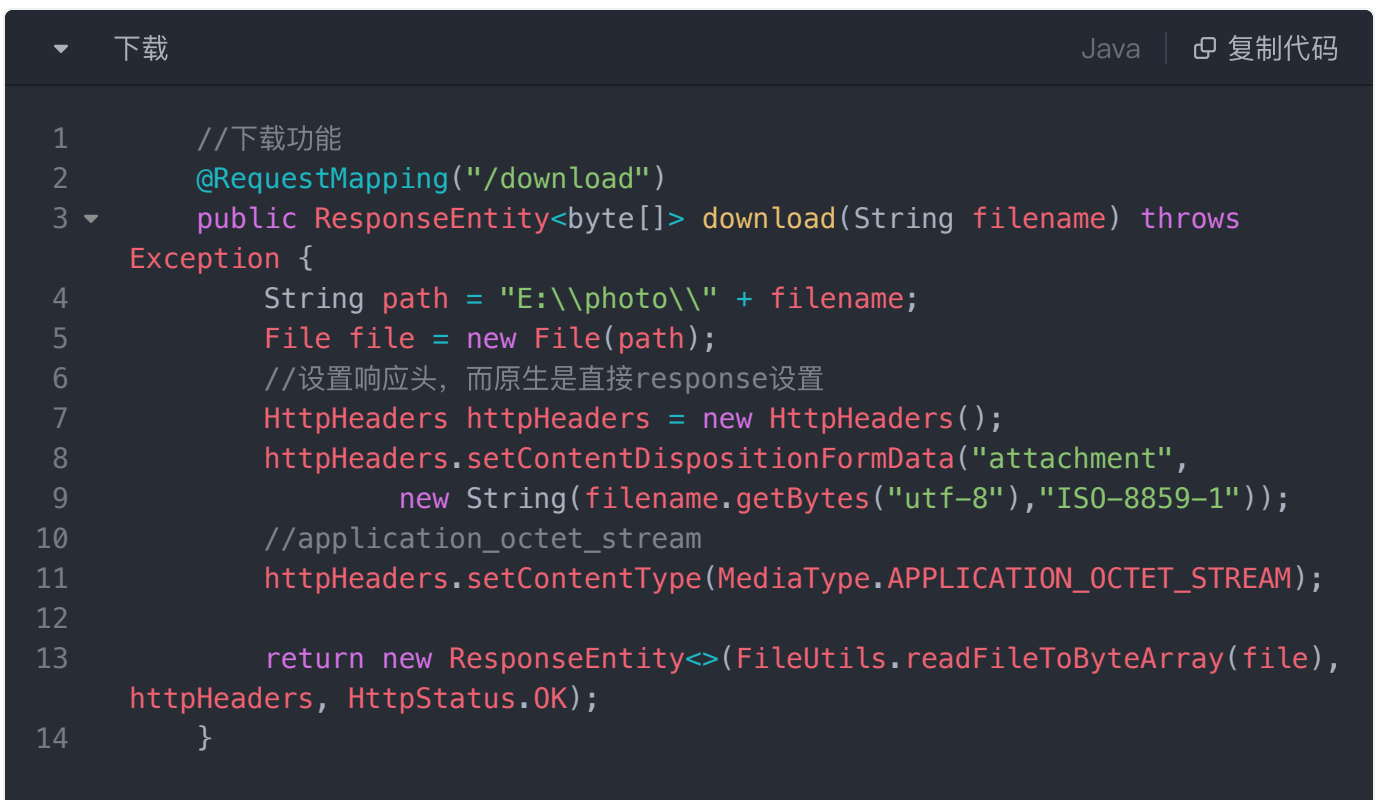 下载 Java 复制代码
1 //下载功能
2 @RequestMapping("/download")
3 public ResponseEntity<byte[]> download(String filename) throws
Exception {
4 String path = "E:\\photo\\" + filename;
5 File file = new File(path);
6 //设置响应头，而原生是直接response设置
7 HttpHeaders httpHeaders = new HttpHeaders();
8 httpHeaders.setContentDispositionFormData("attachment",
9 new String(filename.getBytes("utf-8"),"ISO-8859-1"));
10 //application_octet_stream
11 httpHeaders.setContentType(MediaType.APPLICATION_OCTET_STREAM);
12
13 return new ResponseEntity<>(FileUtils.readFileToByteArray(file),
httpHeaders, HttpStatus.OK);
14 }